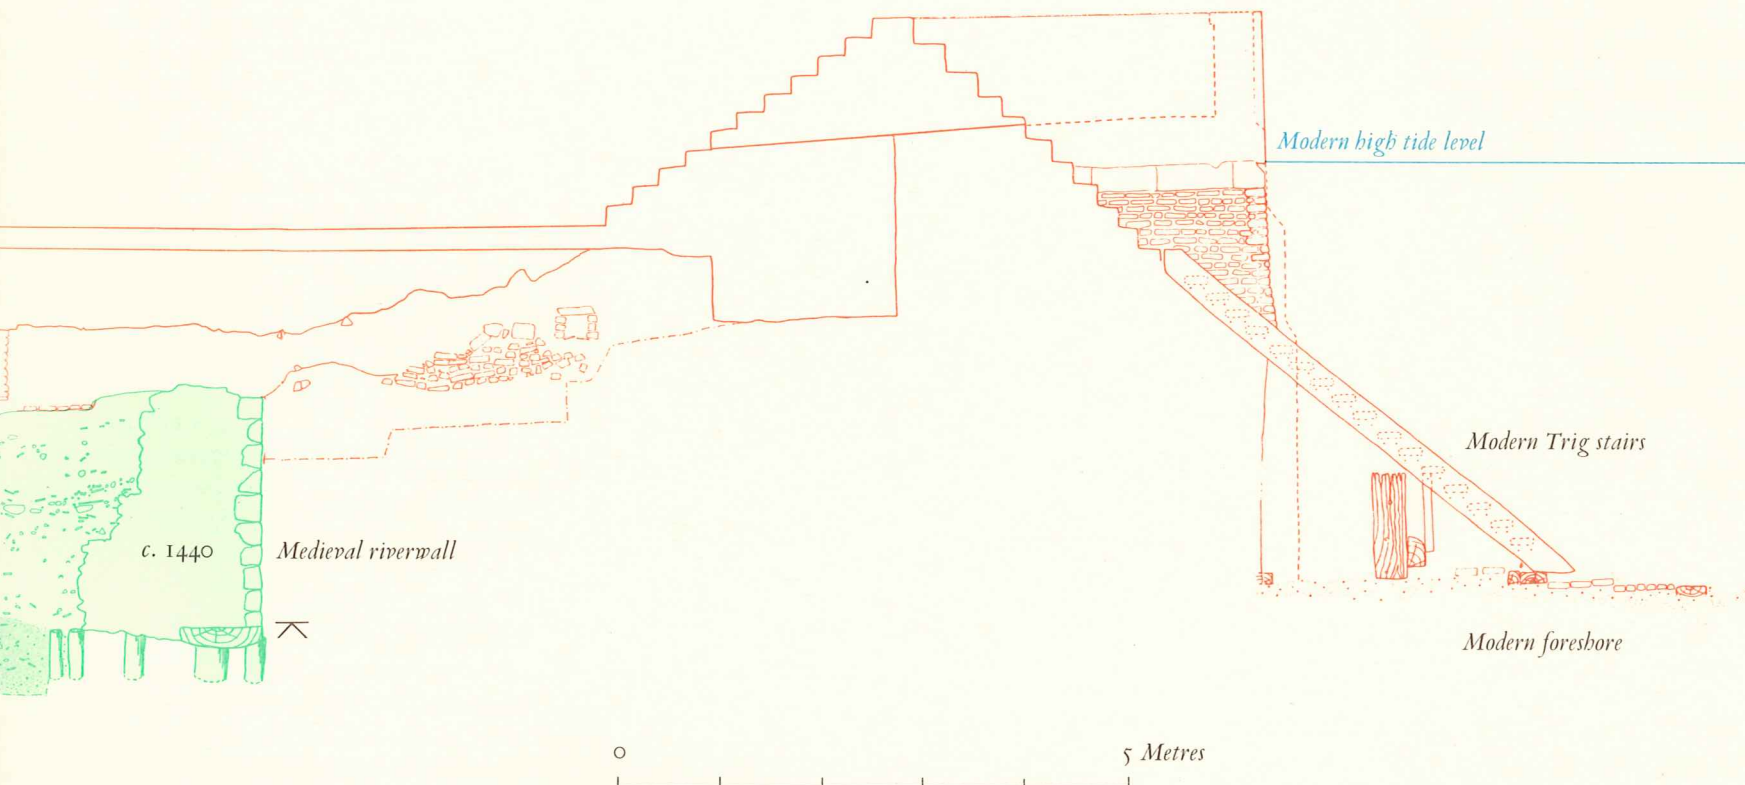 Modern high tide level
Modern Trig stairs
c. 1440
Medieval riverwall
Modern foreshore
0
5 Metres